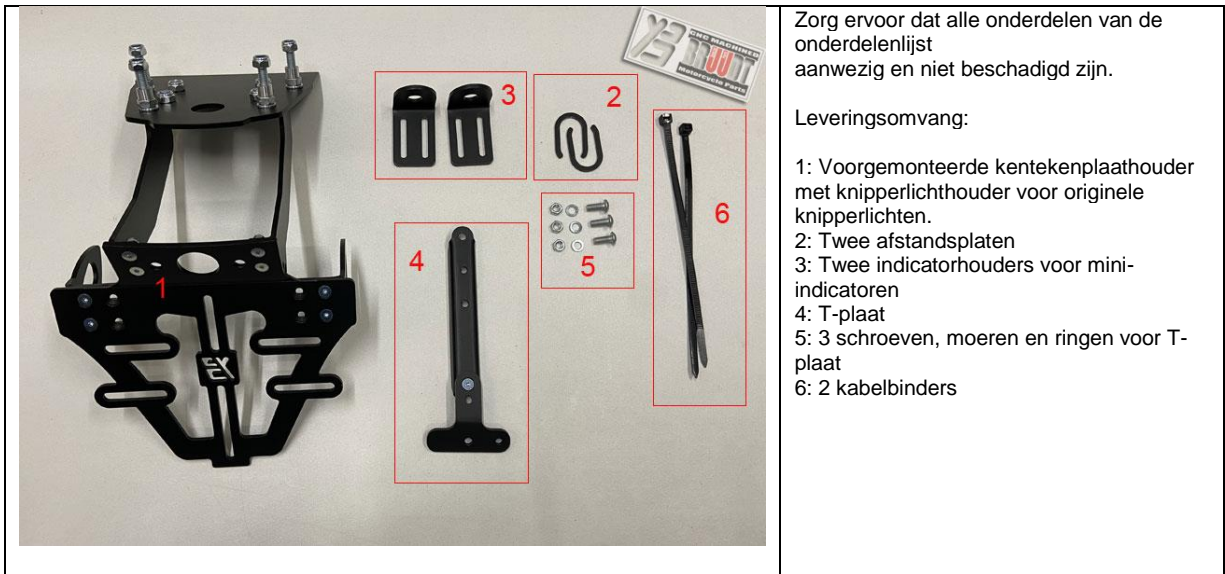 CNC MACHINED
MOUNT
Motorcycle Parts
3
2
1
4
5
6
Zorg ervoor dat alle onderdelen van de
onderdelenlijst
aanwezig en niet beschadigd zijn.
Leveringsomvang:
1: Voorgemonteerde kentekenplaathouder
met knipperlichthouder voor originele
knipperlichten.
2: Twee afstandsplaten
3: Twee indicatorhouders voor mini-
indicatoren
4: T-plaat
5: 3 schroeven, moeren en ringen voor T-
plaat
6: 2 kabelbinders